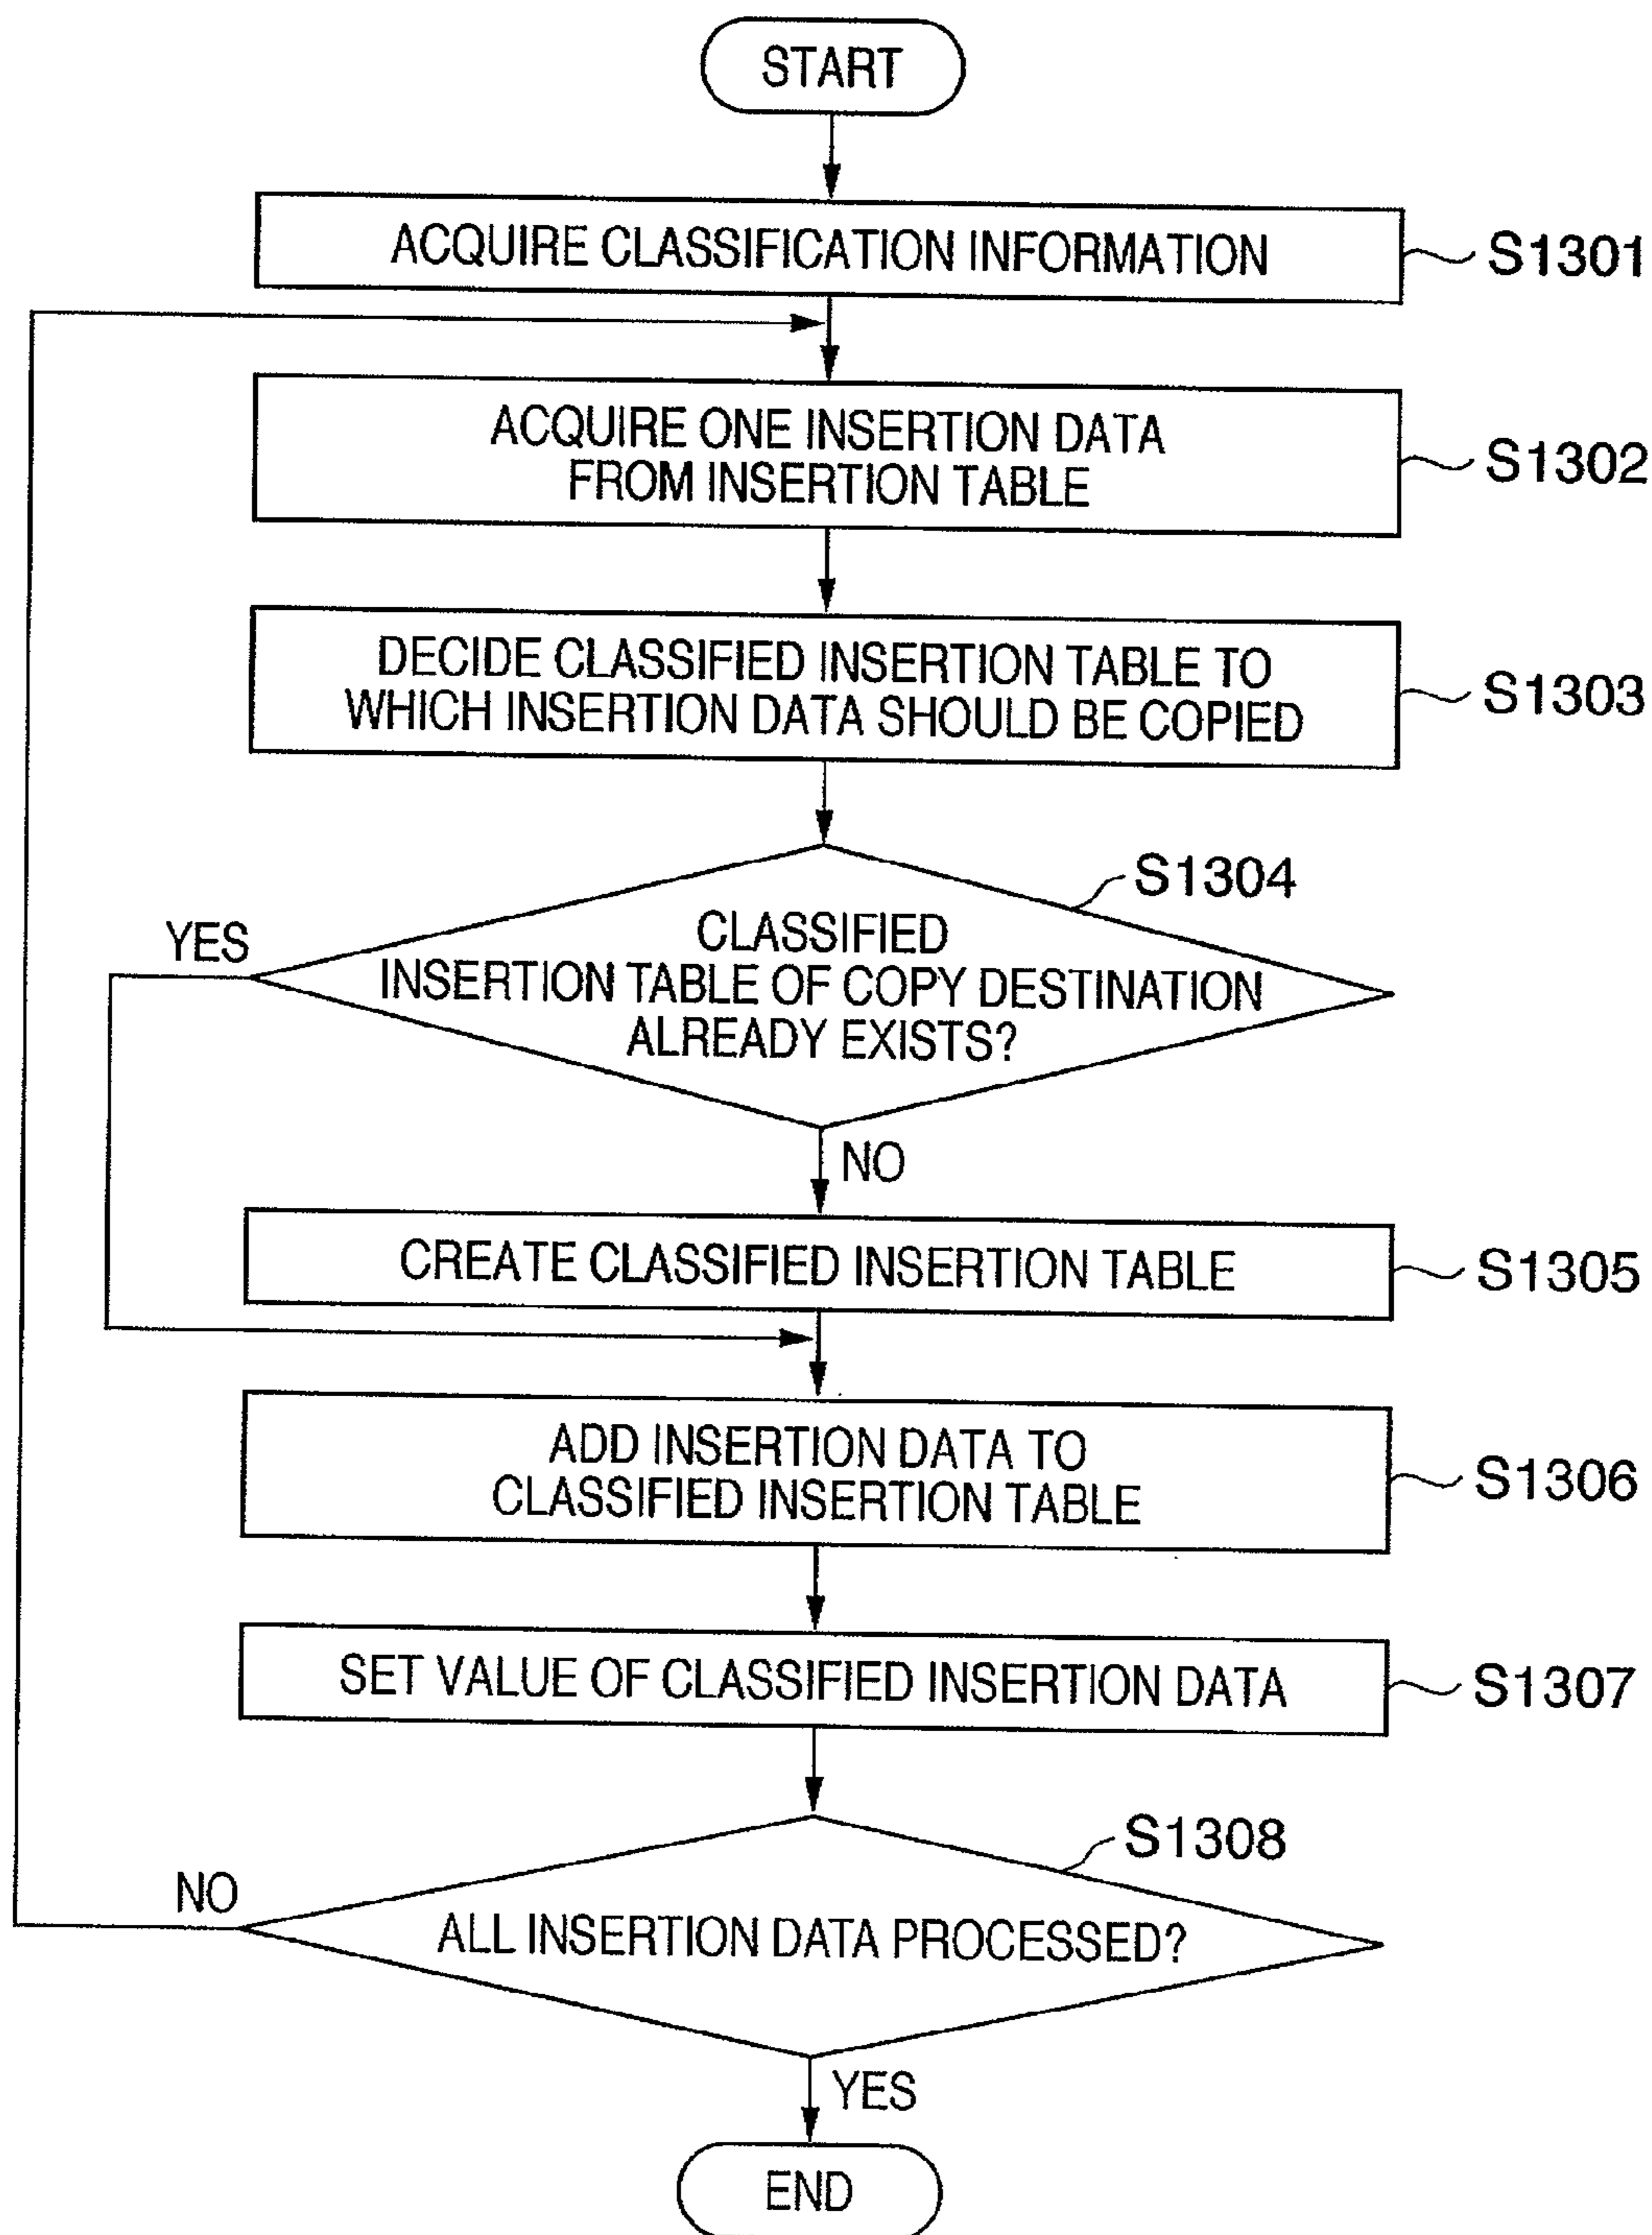 START
ACQUIRE CLASSIFICATION INFORMATION
S1301
ACQUIRE ONE INSERTION DATA
FROM INSERTION TABLE
S1302
DECIDE CLASSIFIED INSERTION TABLE TO
WHICH INSERTION DATA SHOULD BE COPIED
S1303
S1304
YES
CLASSIFIED
INSERTION TABLE OF COPY DESTINATION
ALREADY EXISTS?
NO
CREATE CLASSIFIED INSERTION TABLE
S1305
ADD INSERTION DATA TO
CLASSIFIED INSERTION TABLE
S1306
SET VALUE OF CLASSIFIED INSERTION DATA
S1307
S1308
NO
ALL INSERTION DATA PROCESSED?
YES
END